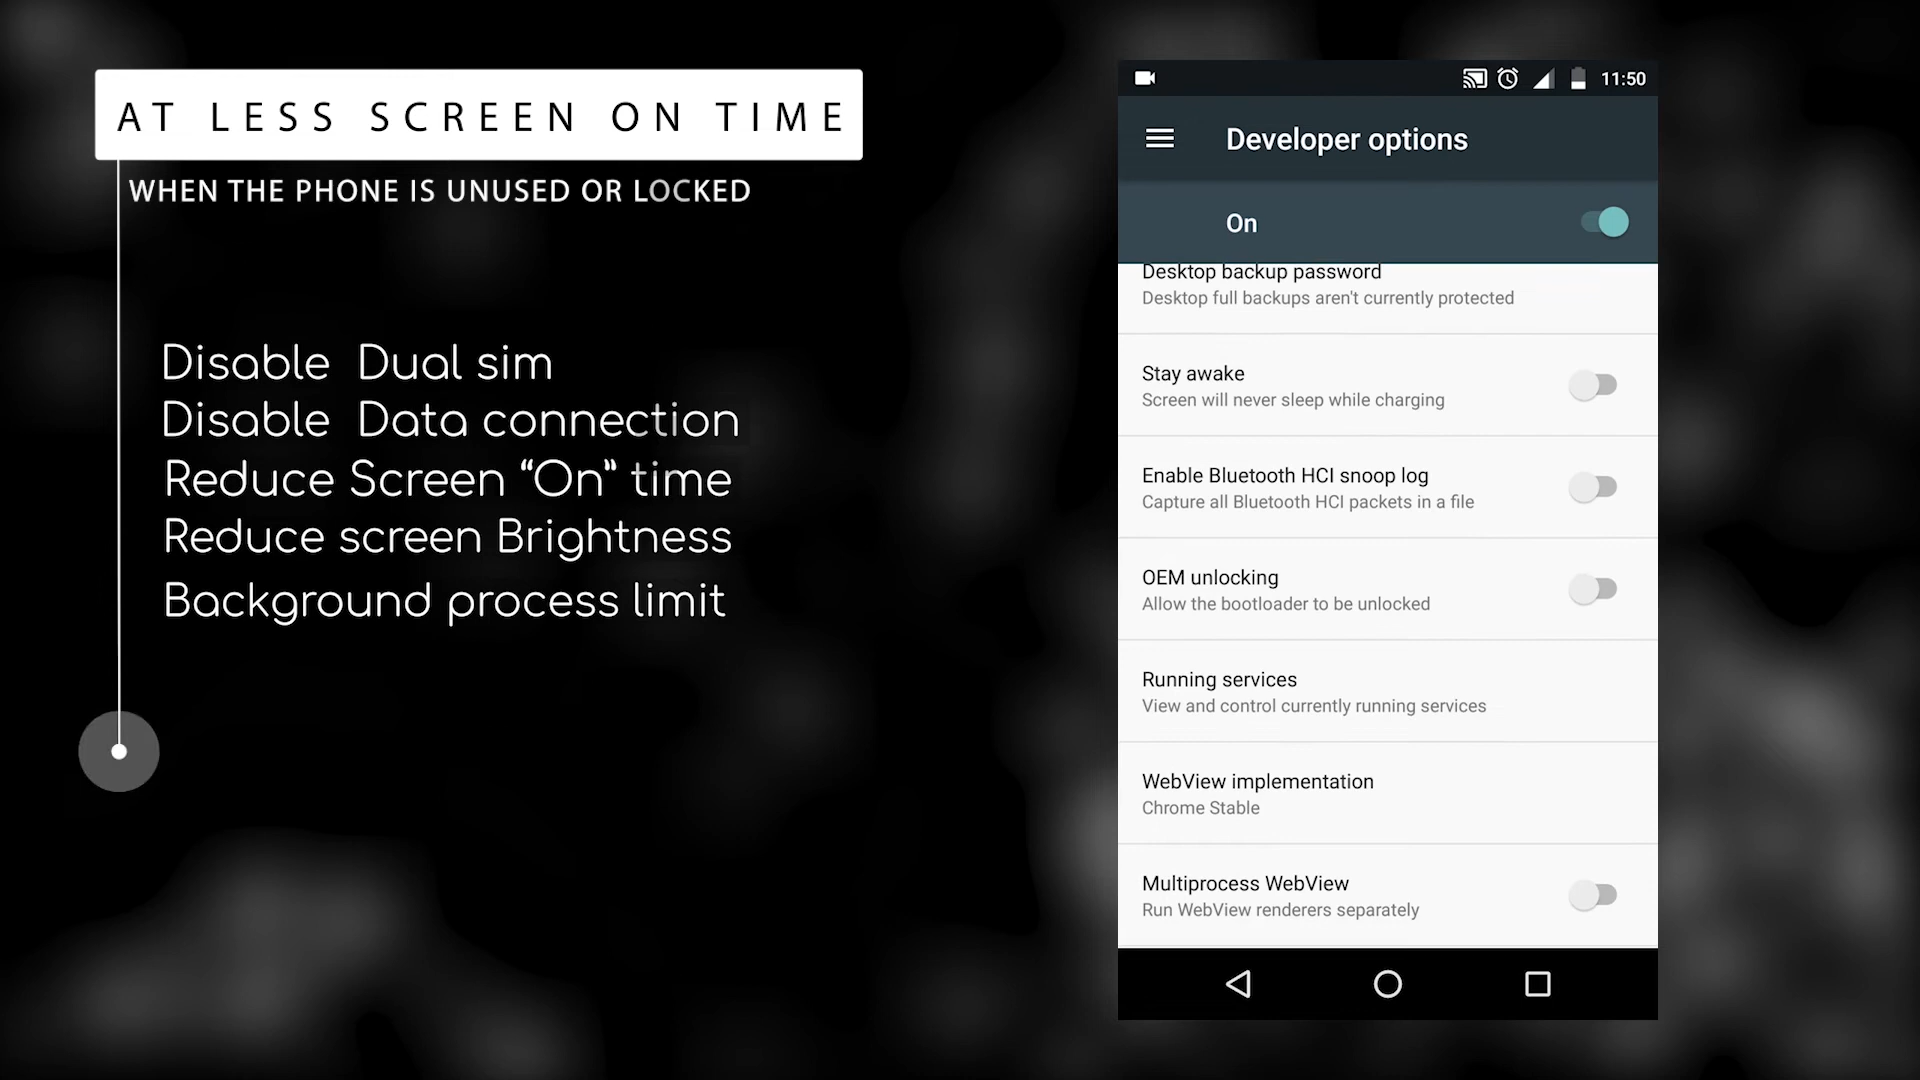 AT LESS SCREEN ON TIME
WHEN THE PHONE IS UNUSED OR LOCKED
Disable Dual sim
Disable Data connection
Reduce Screen “On” time
Reduce screen Brightness
Background process limit
11:50
Developer options
On
Desktop backup password
Desktop full backups aren't currently protected
Stay awake
Screen will never sleep while charging
Enable Bluetooth HCI snoop log
Capture all Bluetooth HCI packets in a file
OEM unlocking
Allow the bootloader to be unlocked
Running services
View and control currently running services
WebView implementation
Chrome Stable
Multiprocess WebView
Run WebView renderers separately